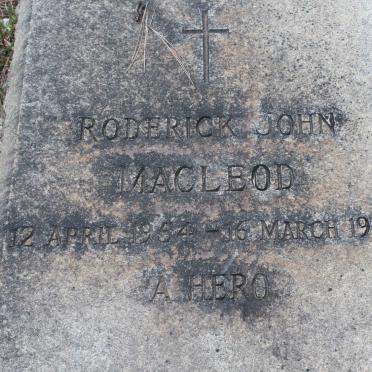 RODERICK JOHN
MACLEOD
12 APRIL 1954 - 16 MARCH 19
A HERO